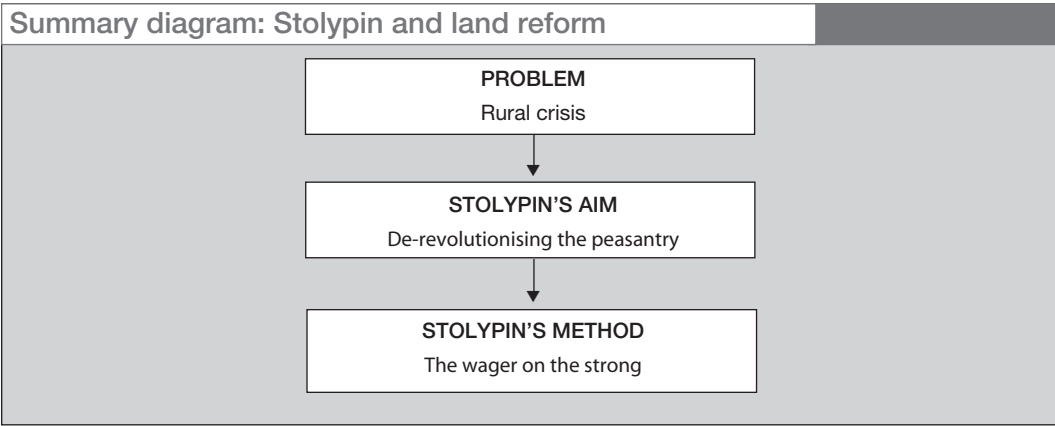 Summary diagram: Stolypin and land reform
PROBLEM
Rural crisis
STOLYPIN’S AIM
De-revolutionising the peasantry
STOLYPIN’S METHOD
The wager on the strong